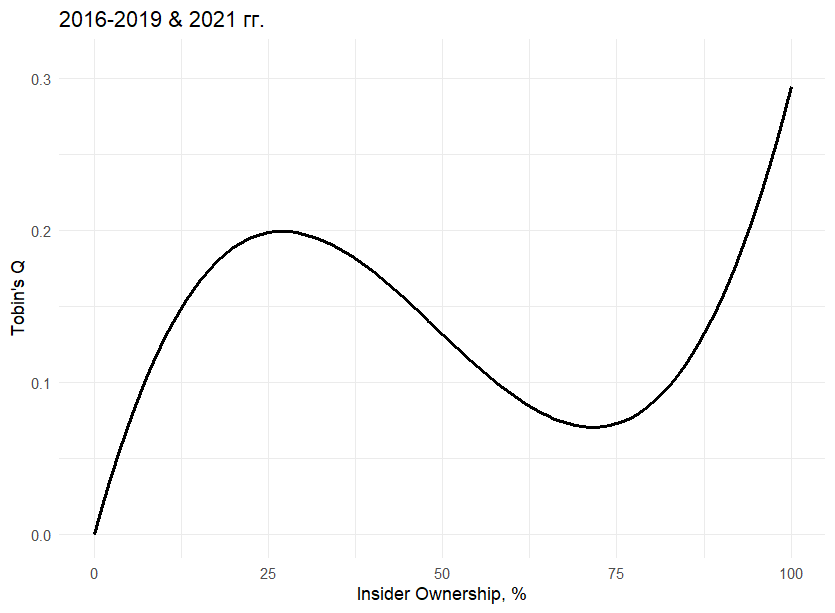 2016-2019 & 2021 гг.
0.3
0.2
0.1
0.0
Tobin's Q
0 25 50 75 100
Insider Ownership, %